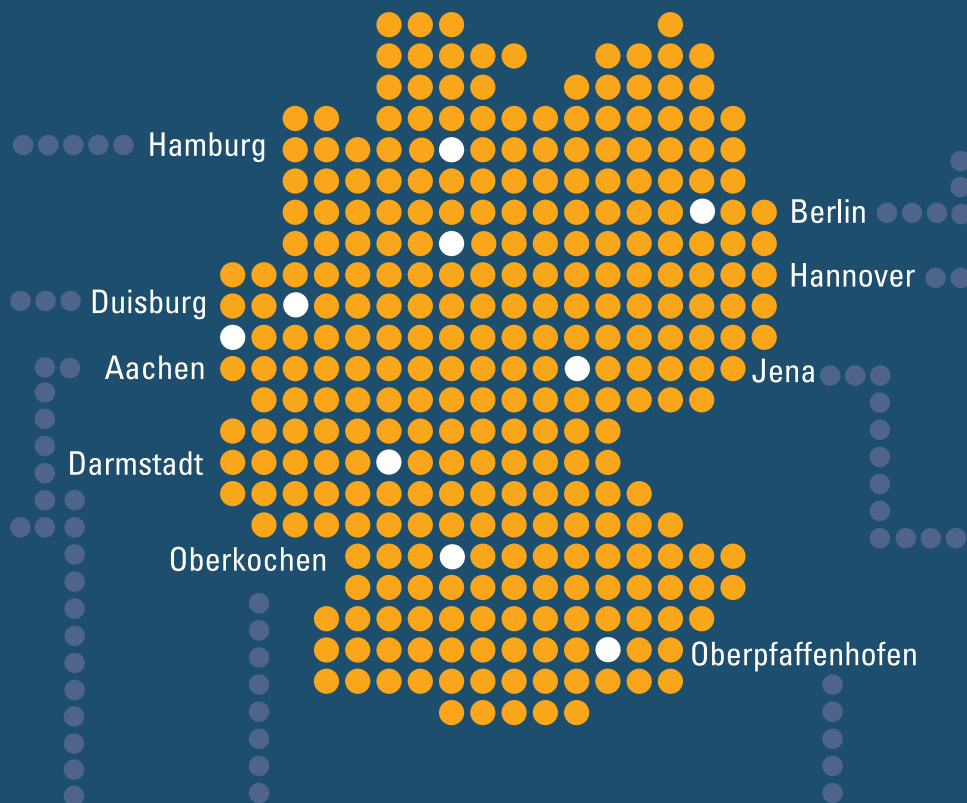 Hamburg
Berlin
Hannover
Duisburg
Aachen
Jena
Darmstadt
Oberkochen
Oberpfaffenhofen